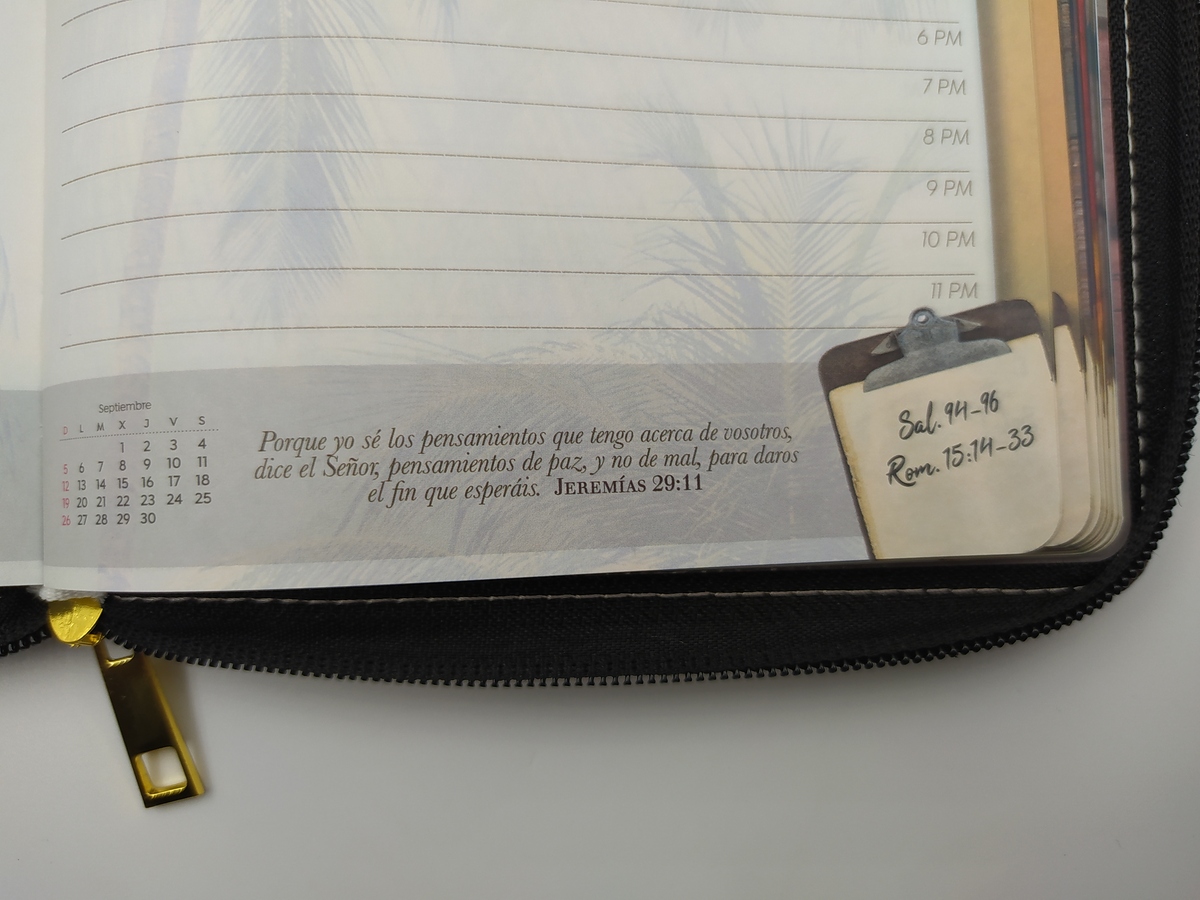 6 PM
7 PM
8 PM
9 PM
10 PM
11 PM
Septiembre
D L M X J V S
1 2 3 4
5 6 7 8 9 10 11
12 13 14 15 16 17 18
19 20 21 22 23 24 25
26 27 28 29 30
Porque yo sé los pensamientos que tengo acerca de vosotros,
dice el Señor, pensamientos de paz, y no de mal, para daros
el fin que esperáis. JEREMÍAS 29:11
Sal. 94-96
Rom. 15:14-33